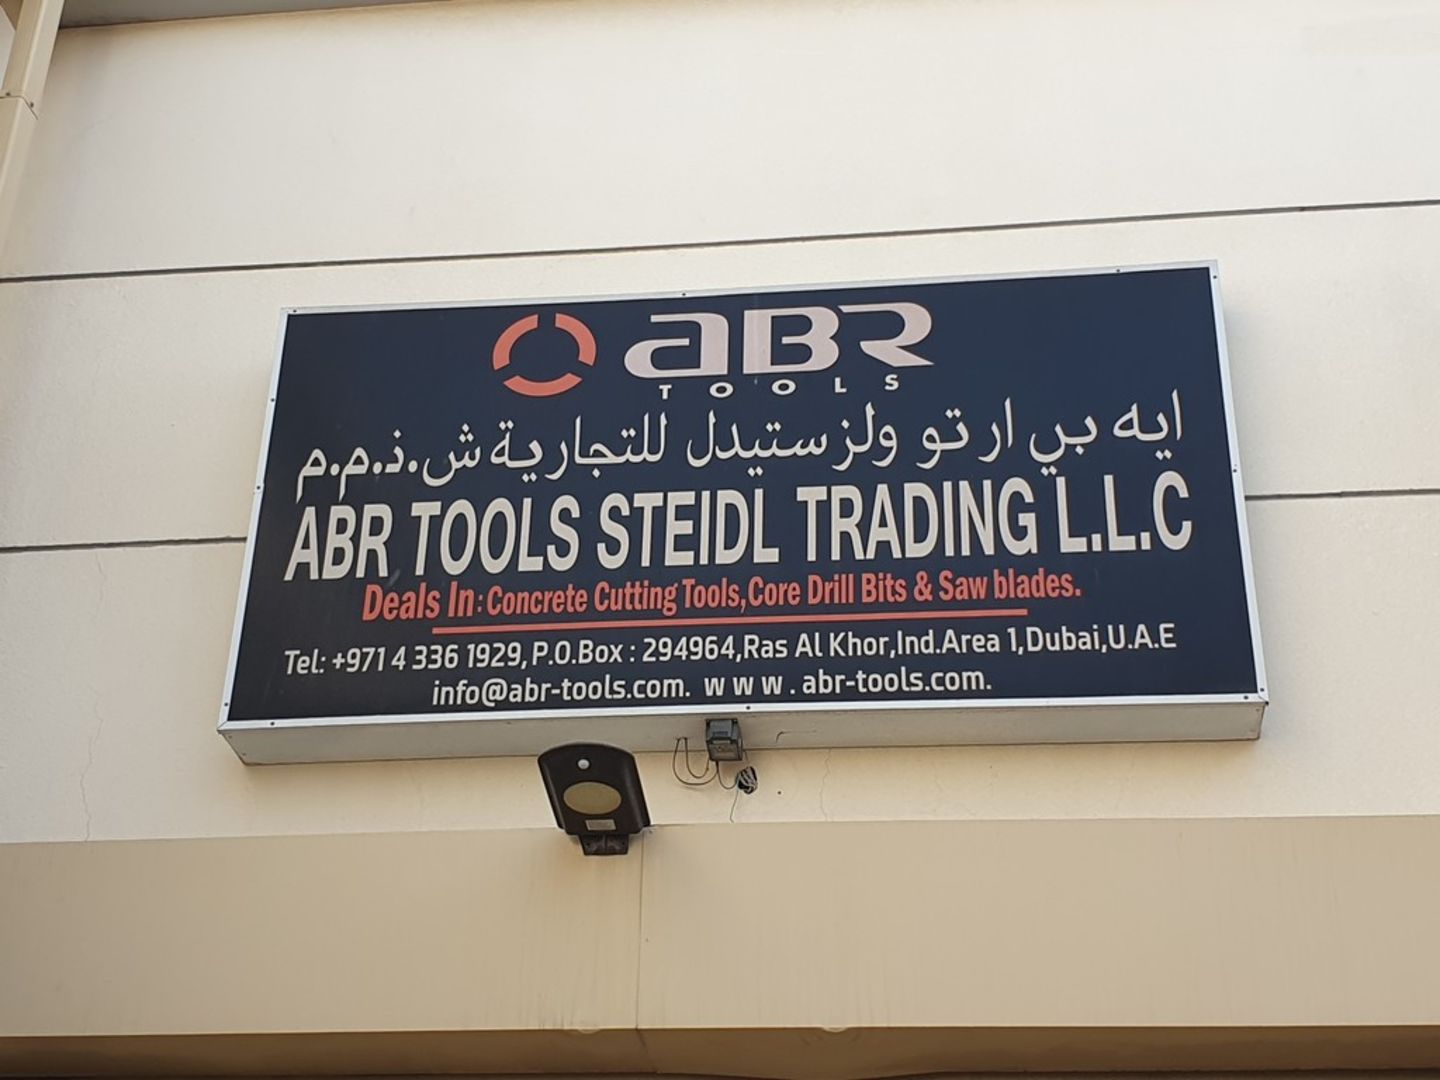 aBR
TOOLS
ايه بي ار تو ولز ستيدل للتجارية ش.ذ.م.م
ABR TOOLS STEIDL TRADING L.L.C
Deals In: Concrete Cutting Tools,Core Drill Bits & Saw blades.
Tel: +971 4 336 1929, P.O.Box : 294964,Ras Al Khor,Ind.Area 1,Dubai,U.A.E
info@abr-tools.com. w w w . abr-tools.com.